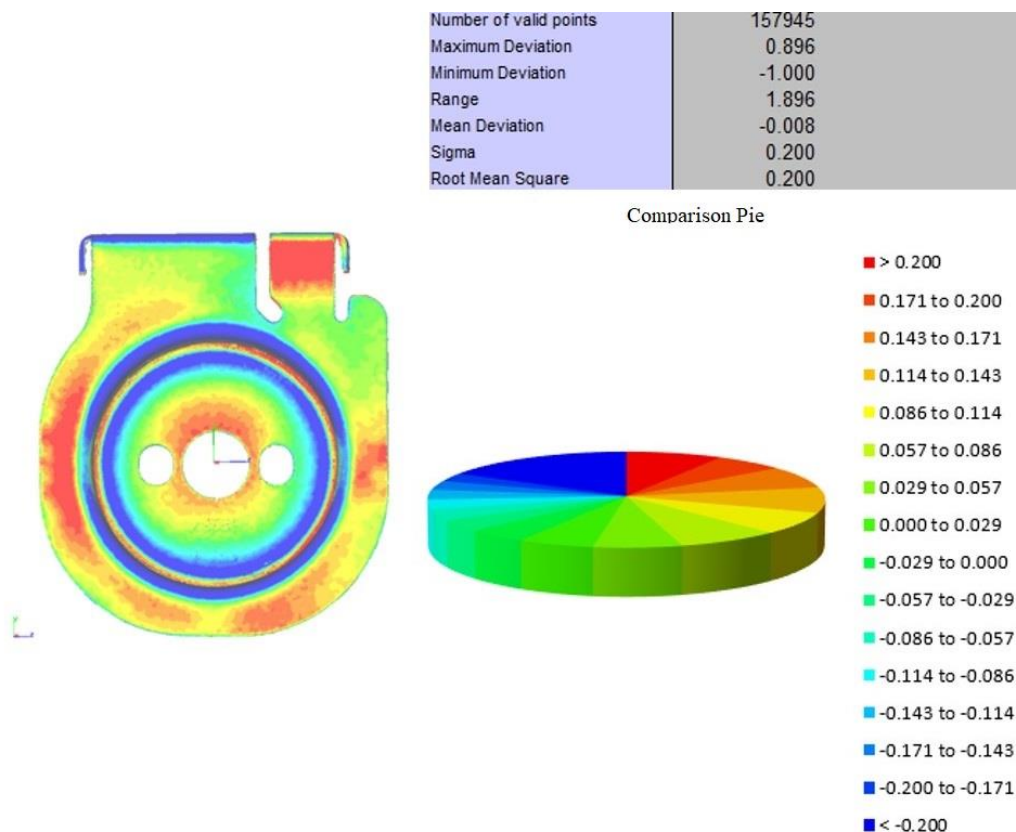 Number of valid points 157945
Maximum Deviation 0.896
Minimum Deviation -1.000
Range 1.896
Mean Deviation -0.008
Sigma 0.200
Root Mean Square 0.200
Comparison Pie
> 0.200
0.171 to 0.200
0.143 to 0.171
0.114 to 0.143
0.086 to 0.114
0.057 to 0.086
0.029 to 0.057
0.000 to 0.029
-0.029 to 0.000
-0.057 to -0.029
-0.086 to -0.057
-0.114 to -0.086
-0.143 to -0.114
-0.171 to -0.143
-0.200 to -0.171
< -0.200